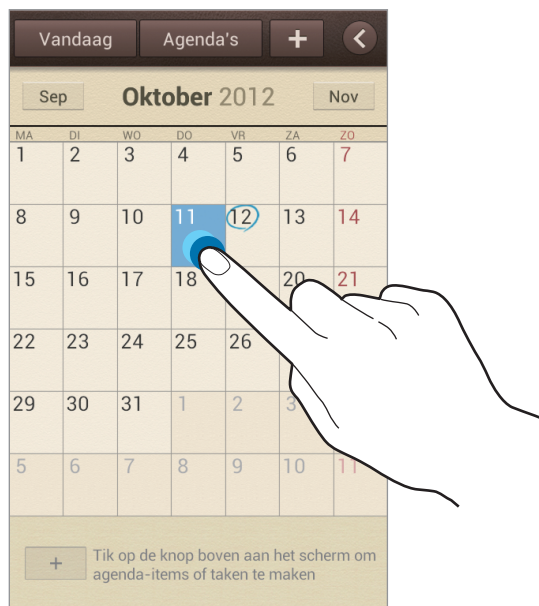 Vandaag Agenda's +
Sep Oktober 2012 Nov
MA DI WO DO VR ZA ZO
1 2 3 4 5 6 7
8 9 10 11 12 13 14
15 16 17 18 20 21
22 23 24 25 26
29 30 31 1 2 3
5 6 7 8 9 10 11
+ Tik op de knop boven aan het scherm om
agenda-items of taken te maken